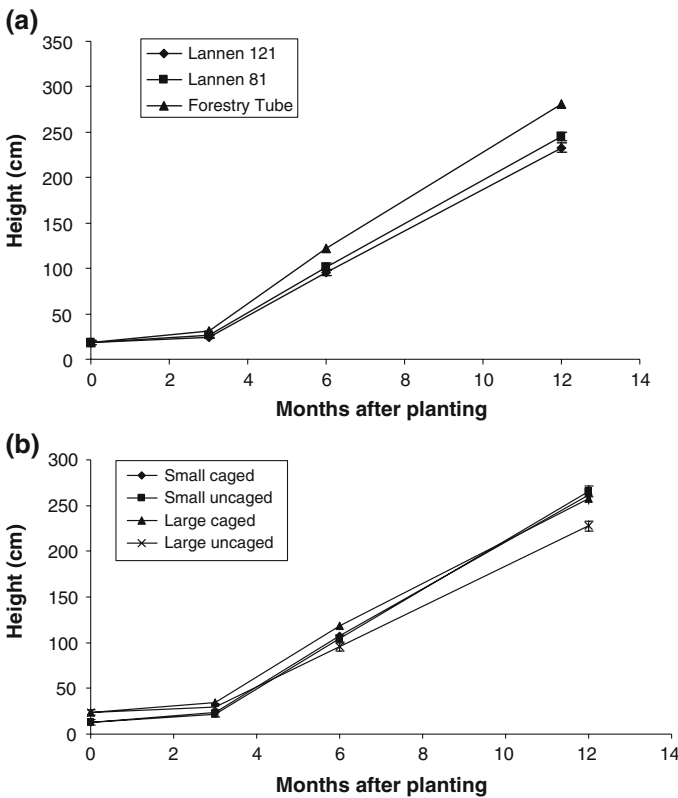 (a)
350
300
250
200
150
100
50
0
Height (cm)
Lannen 121
Lannen 81
Forestry Tube
0 2 4 6 8 10 12 14
Months after planting
(b)
300
250
200
150
100
50
0
Height (cm)
Small caged
Small uncaged
Large caged
Large uncaged
0 2 4 6 8 10 12 14
Months after planting